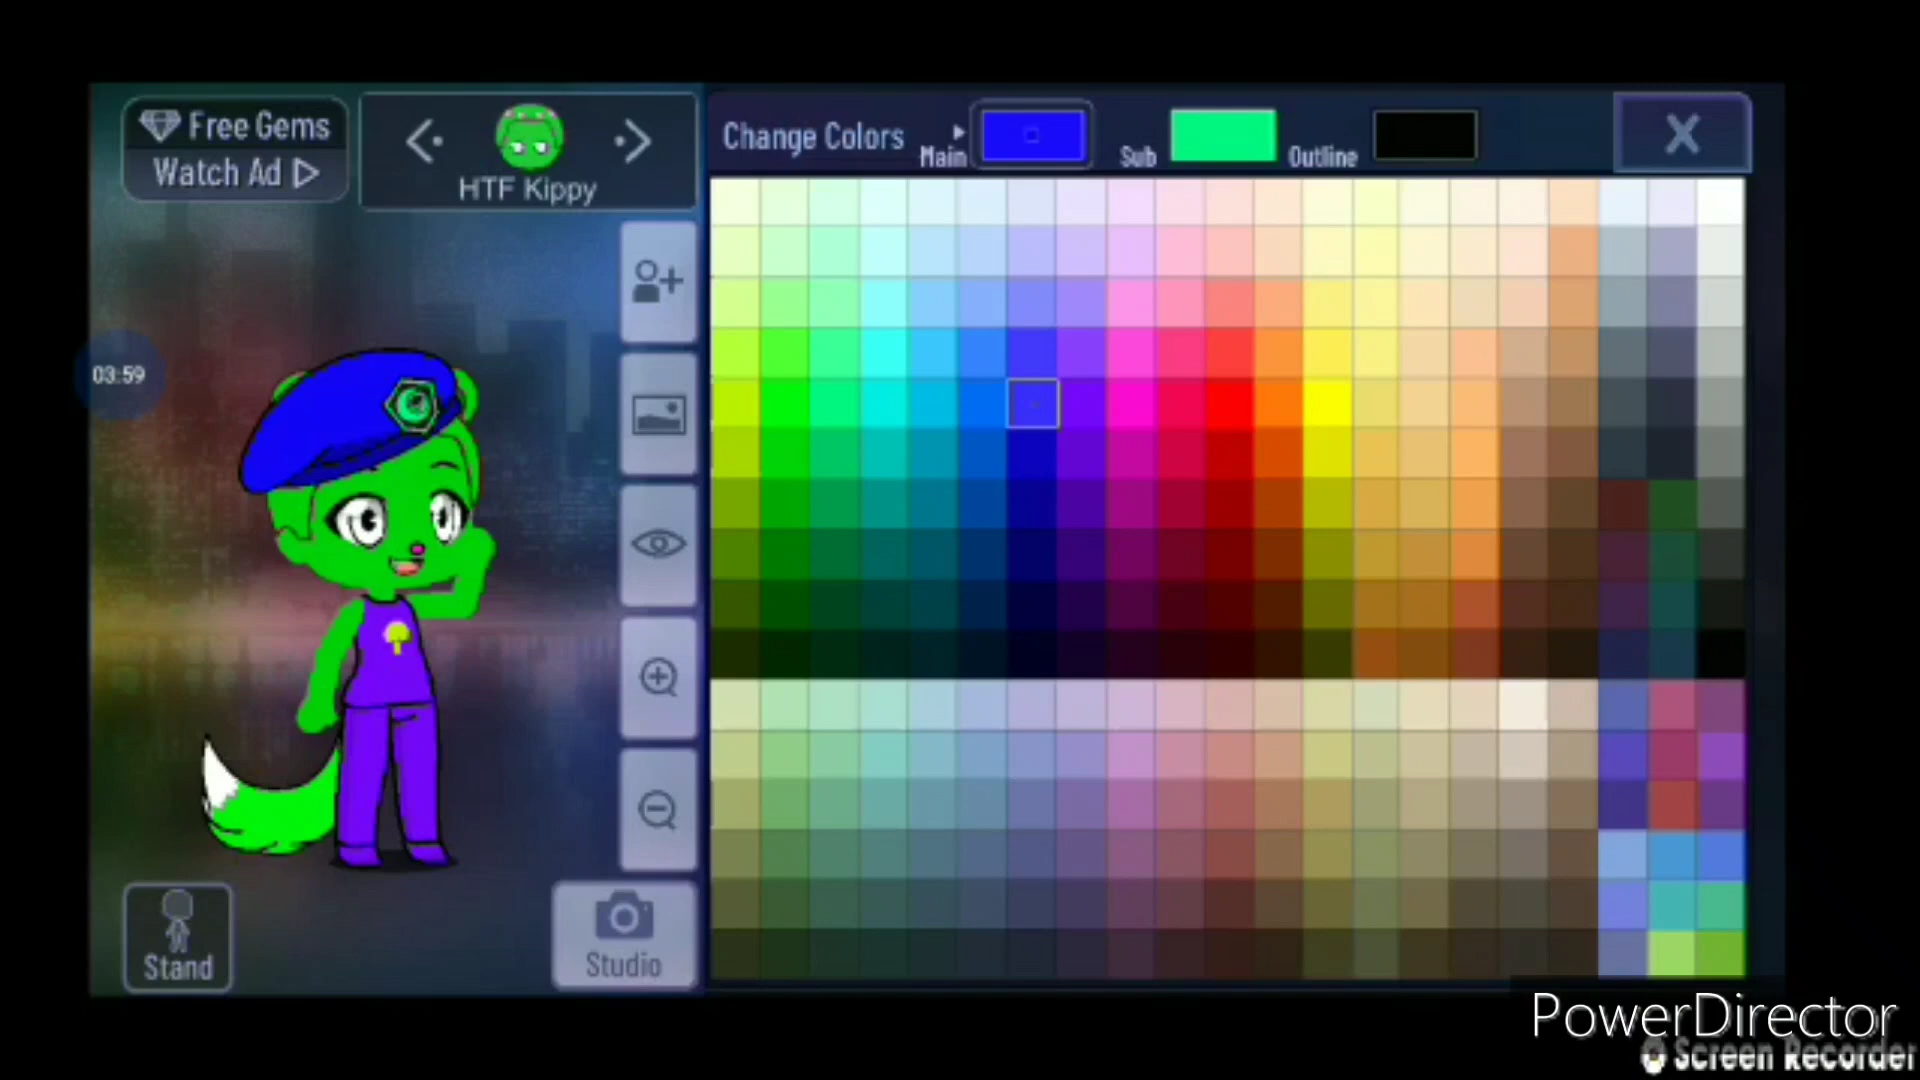 Free Gems
Watch Ad
HTF Kippy
Change Colors
Main
Sub
Outline
X
03:59
Stand
Studio
PowerDirector
Screen Recorder